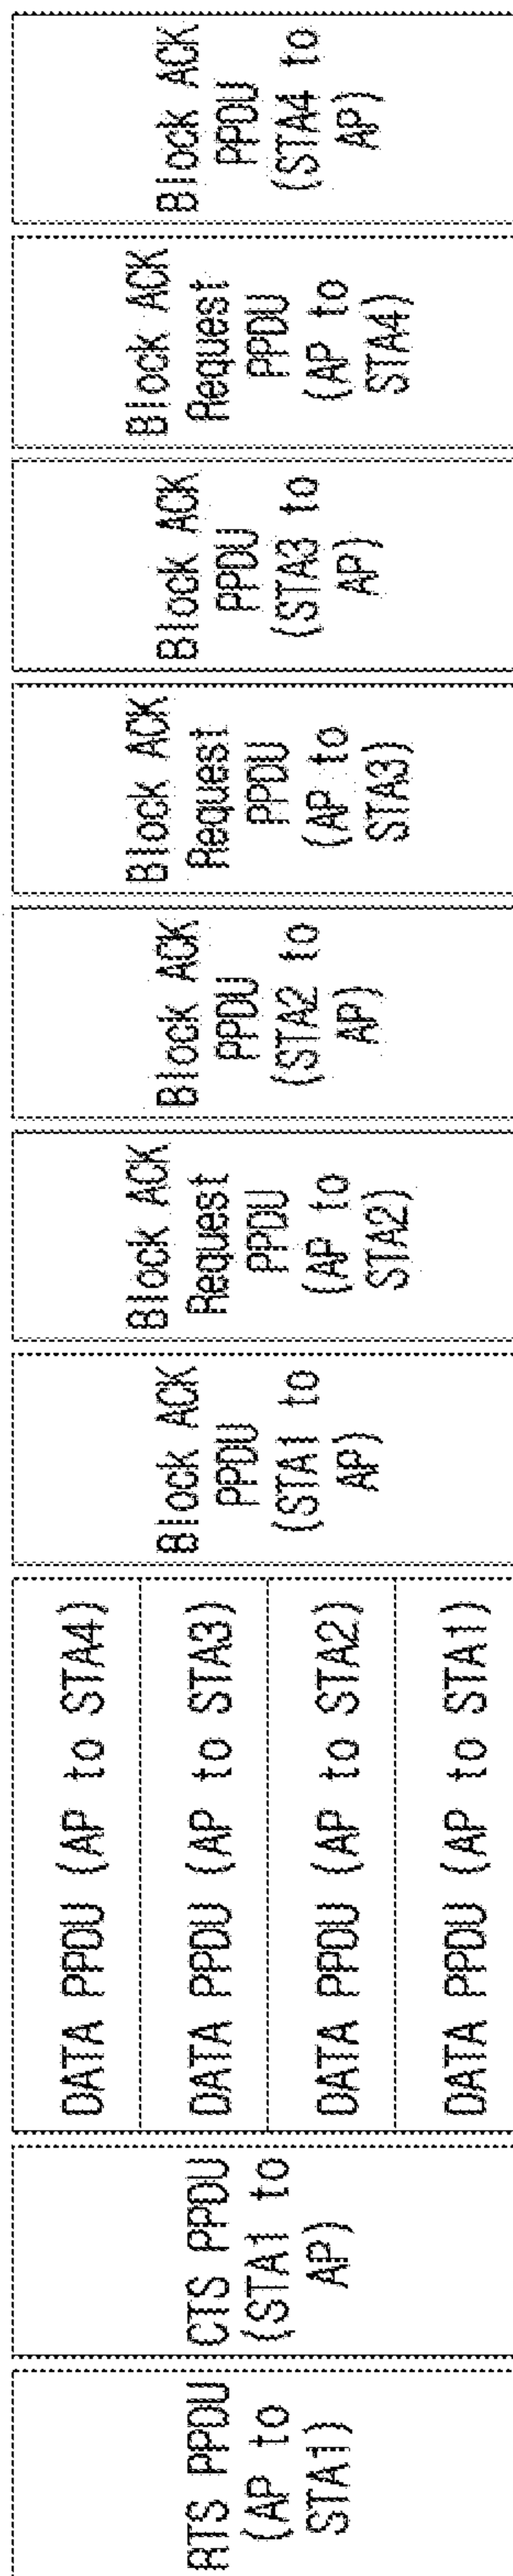 RTS PPDU
(AP to
STA1)
CTS PPDU
(STA1 to
AP)
DATA PPDU (AP to STA4)
DATA PPDU (AP to STA3)
DATA PPDU (AP to STA2)
DATA PPDU (AP to STA1)
Block ACK
PPDU
(STA1 to
AP)
Block ACK
Request
PPDU
(AP to
STA2)
Block ACK
PPDU
(STA2 to
AP)
Block ACK
Request
PPDU
(AP to
STA3)
Block ACK
PPDU
(STA3 to
AP)
Block ACK
Request
PPDU
(AP to
STA4)
Block ACK
PPDU
(STA4 to
AP)